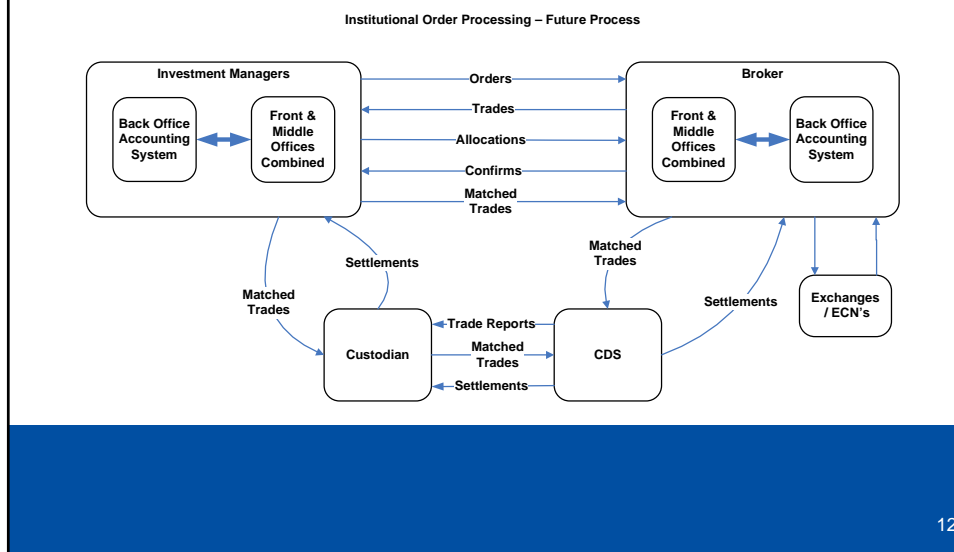 Institutional Order Processing – Future Process
Investment Managers
Back Office
Accounting
System
Front &
Middle
Offices
Combined
Orders
Trades
Allocations
Confirms
Matched
Trades
Broker
Front &
Middle
Offices
Combined
Back Office
Accounting
System
Matched
Trades
Settlements
Matched
Trades
Settlements
Exchanges
/ ECN's
Custodian
Trade Reports
Matched
Trades
Settlements
CDS
12